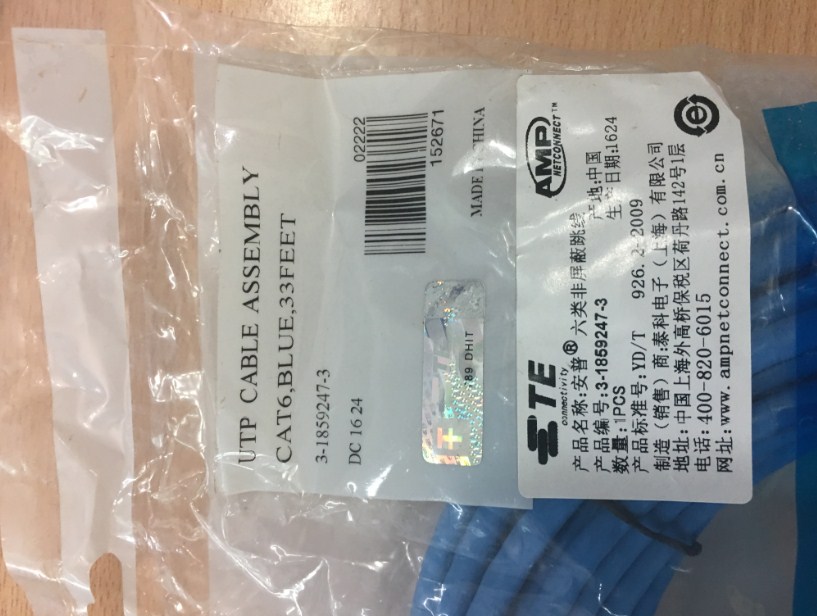 UTP CABLE ASSEMBLY
CAT6,BLUE,33FEET
3-1859247-3
DC 16 24
02222
152671
MADE CHINA
89 DHIT
TE
connectivity
AMP
NETCONNECT™
产品名称:安普® 六类非屏蔽跳线
产品编号:3-1859247-3
产地:中国
数量:1PCS
生产日期:1624
产品标准号:YD/T 926.2-2009
制造(销售)商:泰科电子(上海)有限公司
地址:中国上海外高桥保税区荷丹路142号1层
电话:400-820-6015
网址:www.ampnetconnect.com.cn
e